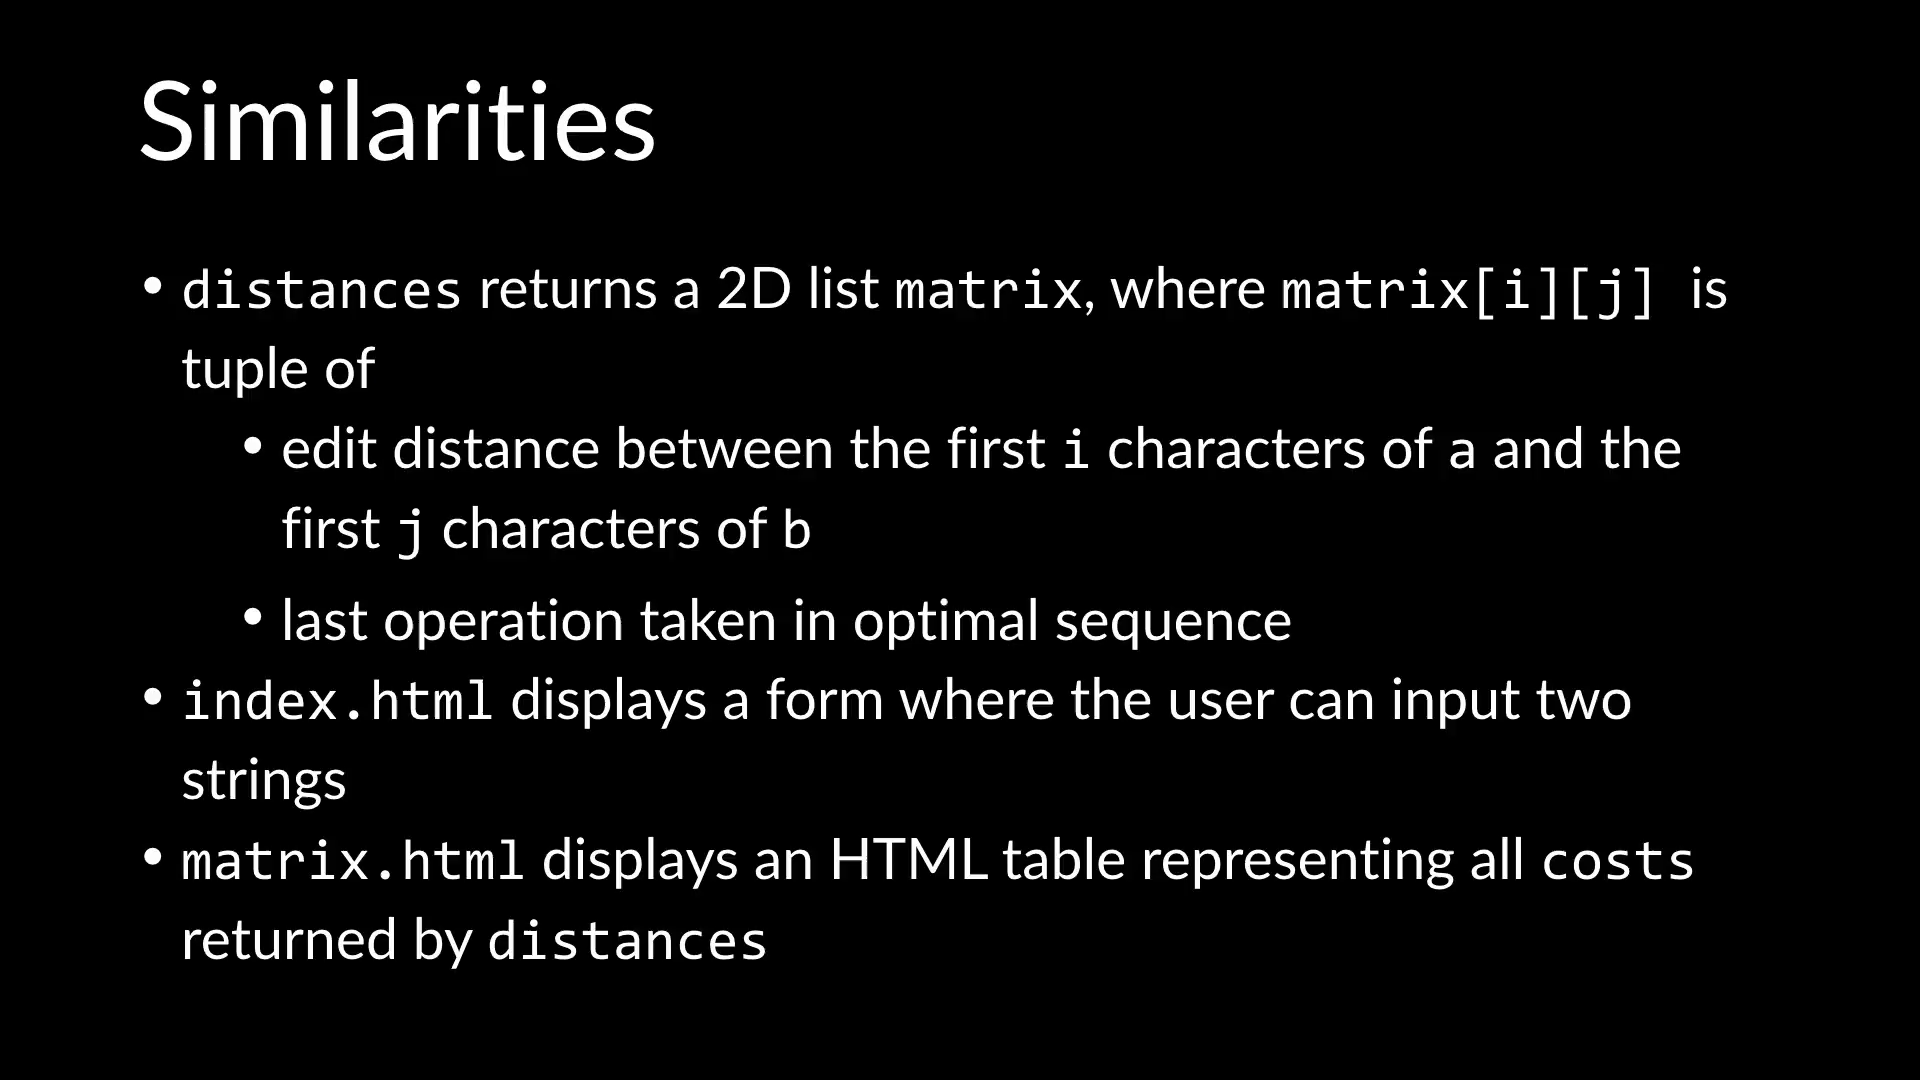 Similarities
• distances returns a 2D list matrix, where matrix[i][j] is
tuple of
• edit distance between the first i characters of a and the
first j characters of b
• last operation taken in optimal sequence
• index.html displays a form where the user can input two
strings
• matrix.html displays an HTML table representing all costs
returned by distances